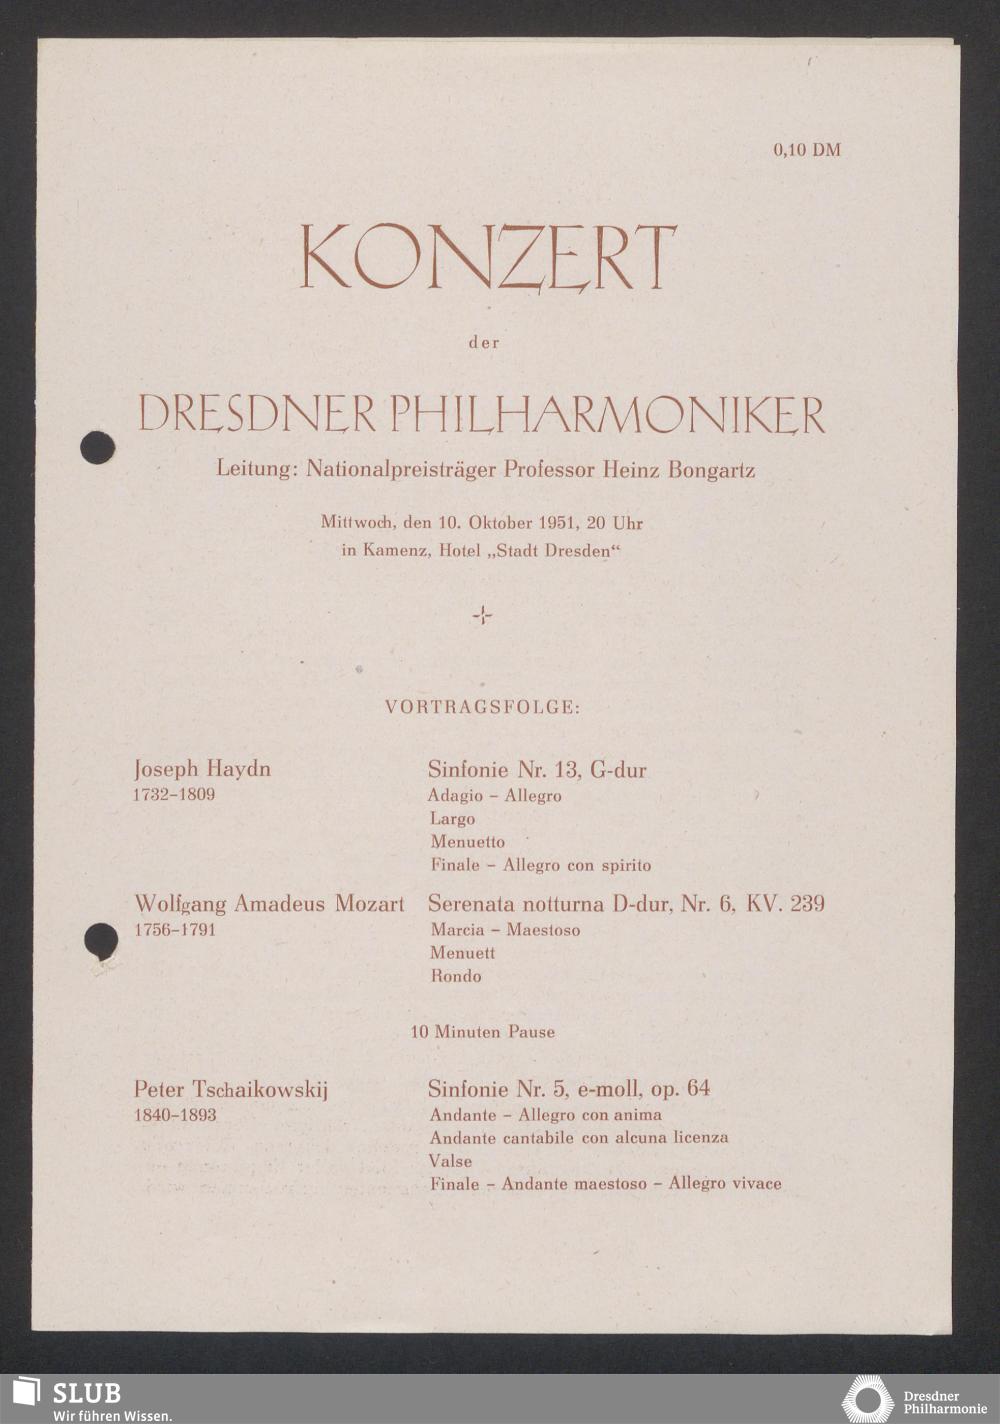 0,10 DM
KONZERT
der
DRESDNER PHILHARMONIKER
Leitung: Nationalpreisträger Professor Heinz Bongartz
Mittwoch, den 10. Oktober 1951, 20 Uhr
in Kamenz, Hotel „Stadt Dresden“
VORTRAGSFOLGE:
Joseph Haydn
1732–1809
Sinfonie Nr. 13, G-dur
Adagio – Allegro
Largo
Menuetto
Finale – Allegro con spirito
Wolfgang Amadeus Mozart
1756–1791
Serenata notturna D-dur, Nr. 6, KV. 239
Marcia – Maestoso
Menuett
Rondo
10 Minuten Pause
Peter Tschaikowskij
1840–1893
Sinfonie Nr. 5, e-moll, op. 64
Andante – Allegro con anima
Andante cantabile con alcuna licenza
Valse
Finale – Andante maestoso – Allegro vivace
SLUB
Wir führen Wissen.
Dresdner
Philharmonie